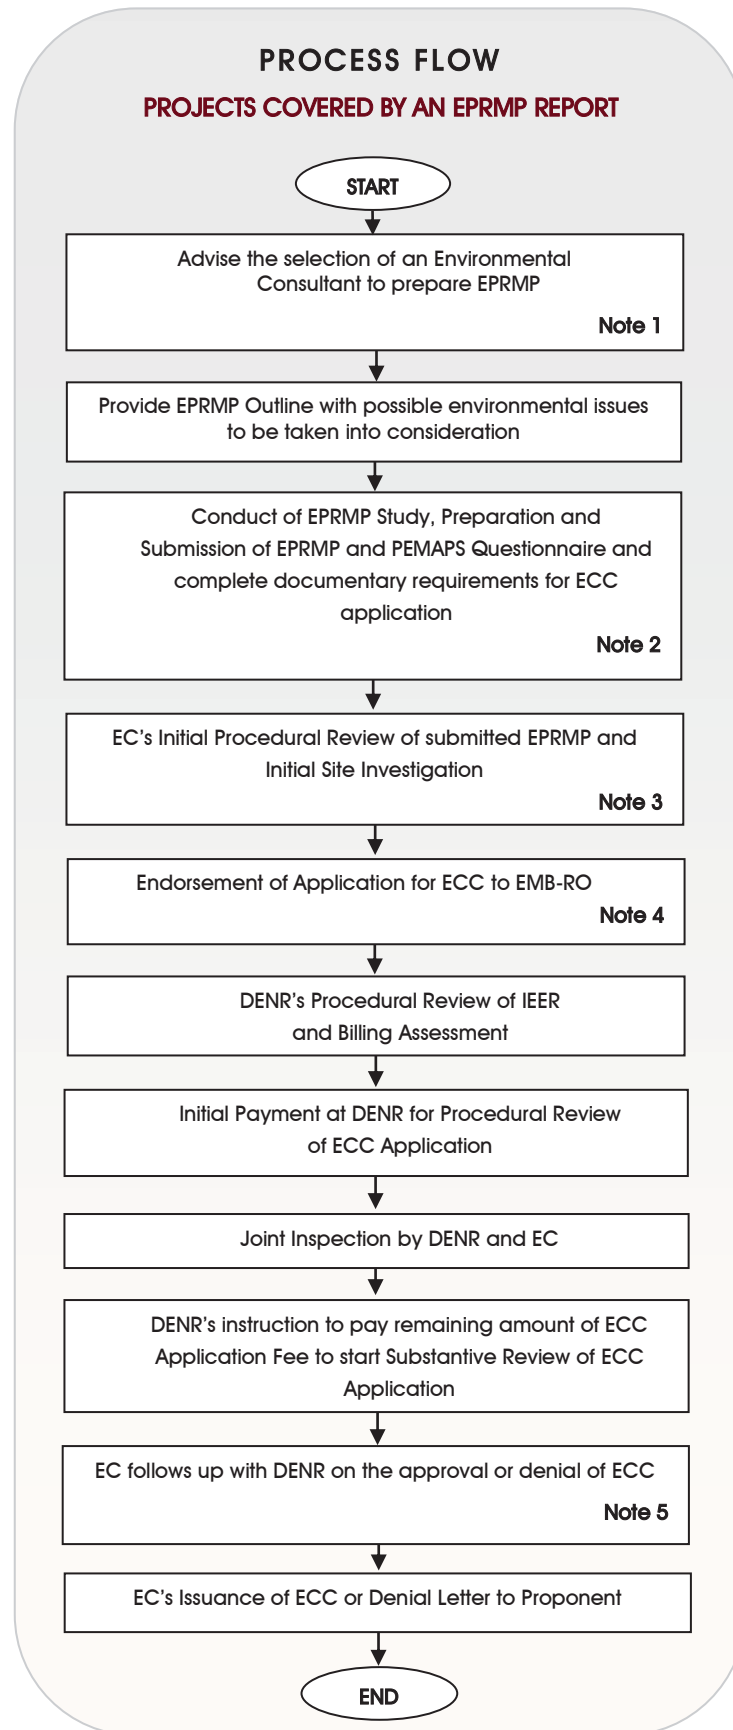 PROCESS FLOW
PROJECTS COVERED BY AN EPRMP REPORT
START
Advise the selection of an Environmental
Consultant to prepare EPRMP
Note 1
Provide EPRMP Outline with possible environmental issues
to be taken into consideration
Conduct of EPRMP Study, Preparation and
Submission of EPRMP and PEMAPS Questionnaire and
complete documentary requirements for ECC
application
Note 2
EC's Initial Procedural Review of submitted EPRMP and
Initial Site Investigation
Note 3
Endorsement of Application for ECC to EMB-RO
Note 4
DENR's Procedural Review of IEER
and Billing Assessment
Initial Payment at DENR for Procedural Review
of ECC Application
Joint Inspection by DENR and EC
DENR's instruction to pay remaining amount of ECC
Application Fee to start Substantive Review of ECC
Application
EC follows up with DENR on the approval or denial of ECC
Note 5
EC's Issuance of ECC or Denial Letter to Proponent
END